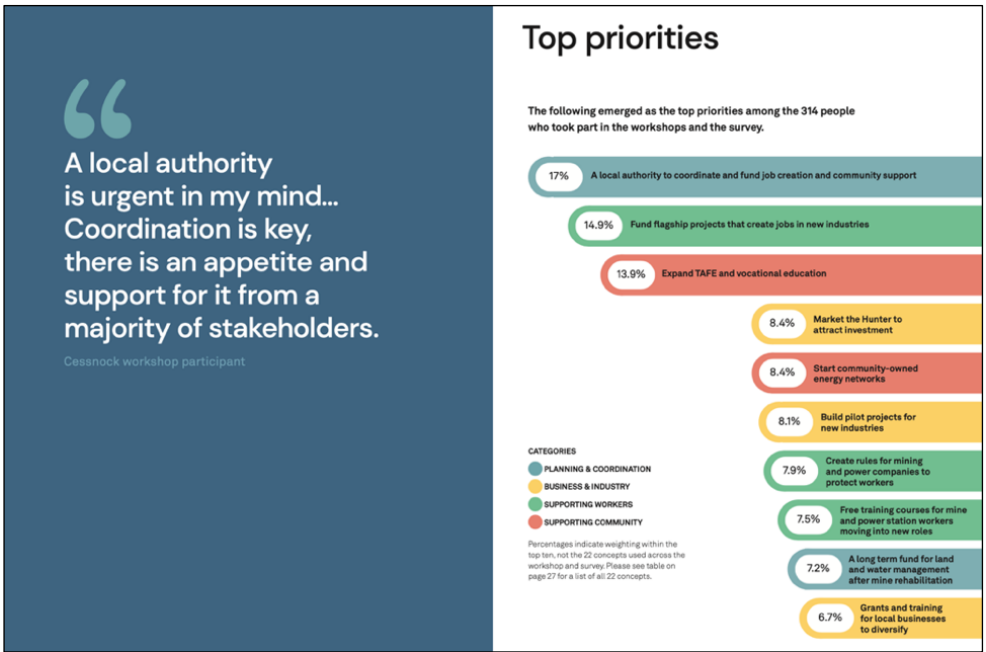 “
A local authority
is urgent in my mind...
Coordination is key,
there is an appetite and
support for it from a
majority of stakeholders.
Cessnock workshop participant
Top priorities
The following emerged as the top priorities among the 314 people
who took part in the workshops and the survey.
17% A local authority to coordinate and fund job creation and community support
14.9% Fund flagship projects that create jobs in new industries
13.9% Expand TAFE and vocational education
8.4% Market the Hunter to
attract investment
8.4% Start community-owned
energy networks
8.1% Build pilot projects for
new industries
7.9% Create rules for mining
and power companies to
protect workers
7.5% Free training courses for mine
and power station workers
moving into new roles
7.2% A long term fund for land
and water management
after mine rehabilitation
6.7% Grants and training
for local businesses
to diversify
CATEGORIES
PLANNING & COORDINATION
BUSINESS & INDUSTRY
SUPPORTING WORKERS
SUPPORTING COMMUNITY
Percentages indicate weighting within the
top ten, not the 22 concepts used across the
workshop and survey. Please see table on
page 27 for a list of all 22 concepts.